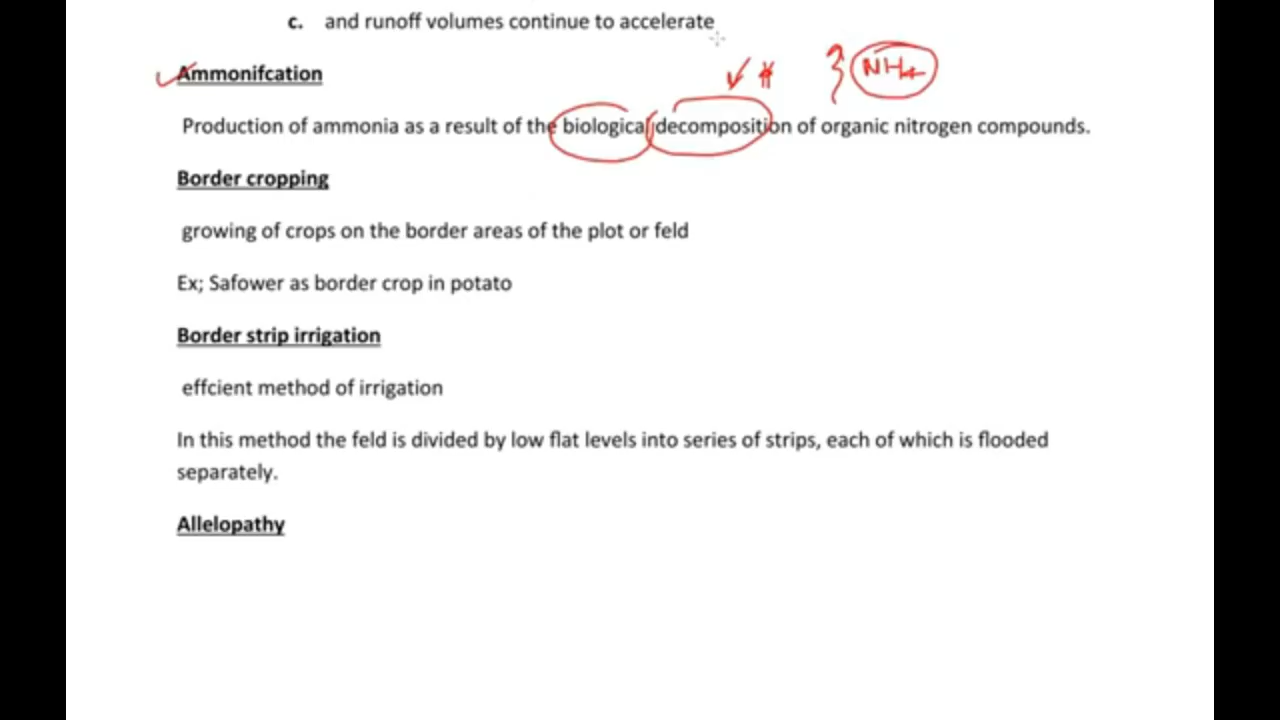 c. and runoff volumes continue to accelerate
Ammonifcation
NH4
Production of ammonia as a result of the biological decomposition of organic nitrogen compounds.
Border cropping
growing of crops on the border areas of the plot or feld
Ex; Safower as border crop in potato
Border strip irrigation
effcient method of irrigation
In this method the feld is divided by low flat levels into series of strips, each of which is flooded
separately.
Allelopathy